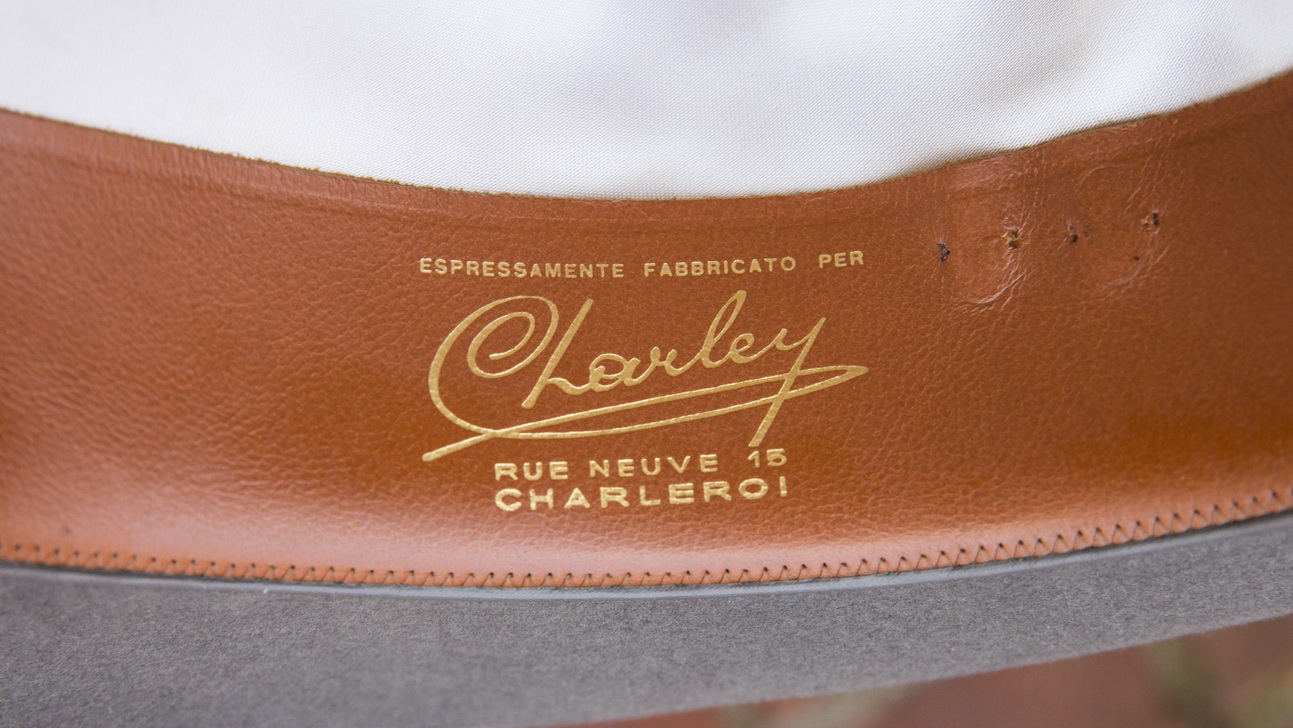 ESPRESSAMENTE FABBRICATO PER
Charley
RUE NEUVE 15
CHARLEROI